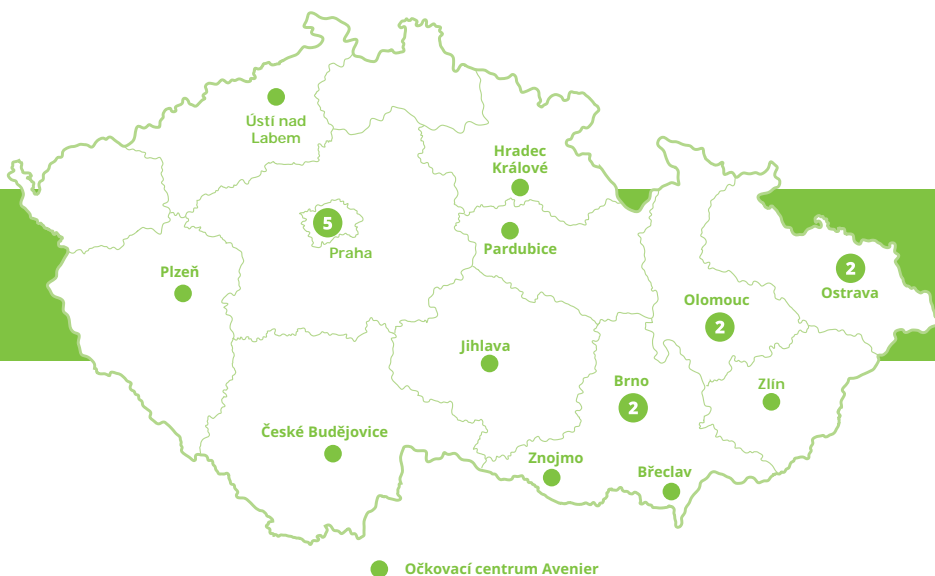 Ústí nad
Labem
Hradec
Králové
5
Praha
Pardubice
Plzeň
2
Ostrava
Olomouc
2
Jihlava
Brno
2
Zlín
České Budějovice
Znojmo
Břeclav
Očkovací centrum Avenier